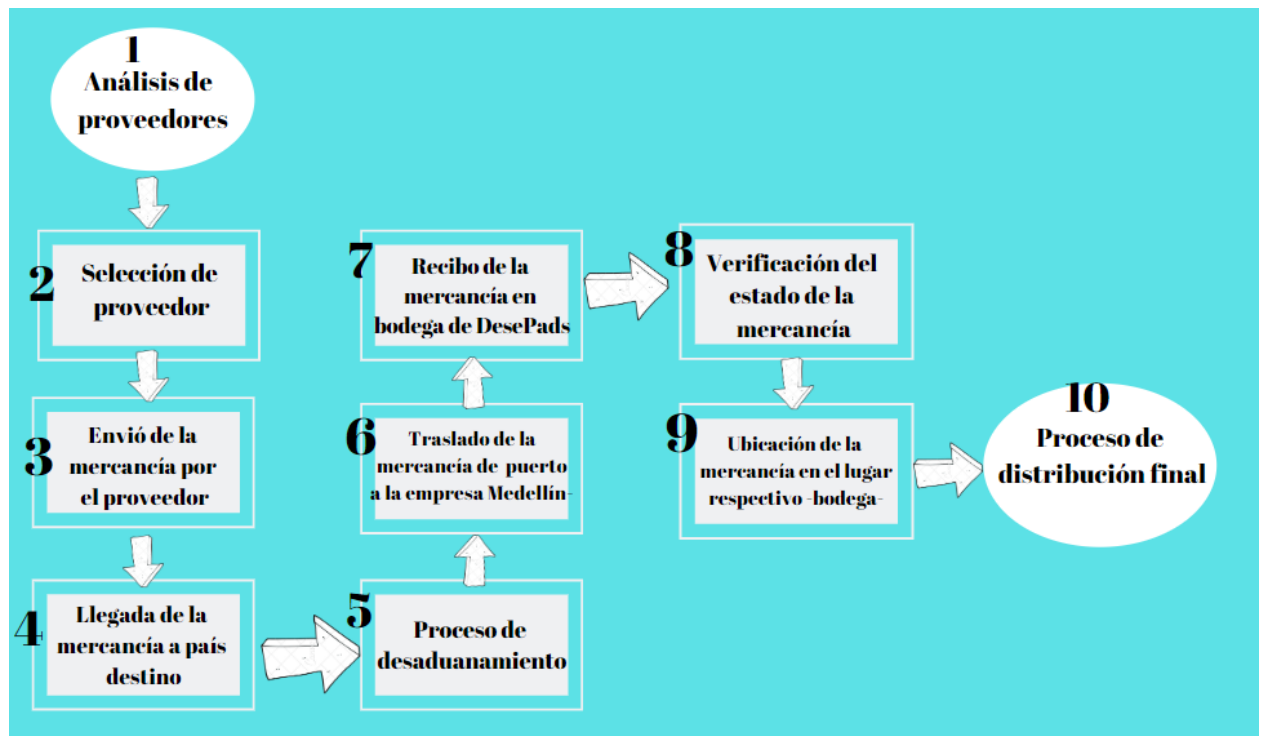 1
Análisis de
proveedores
2
Selección de
proveedor
3
Envió de la
mercancía por
el proveedor
4
Llegada de la
mercancía a país
destino
5
Proceso de
desaduanamiento
6
Traslado de la
mercancía de puerto
a la empresa Medellín-
7
Recibo de la
mercancía en
bodega de DesePads
8
Verificación del
estado de la
mercancía
9
Ubicación de la
mercancía en el lugar
respectivo -bodega-
10
Proceso de
distribución final